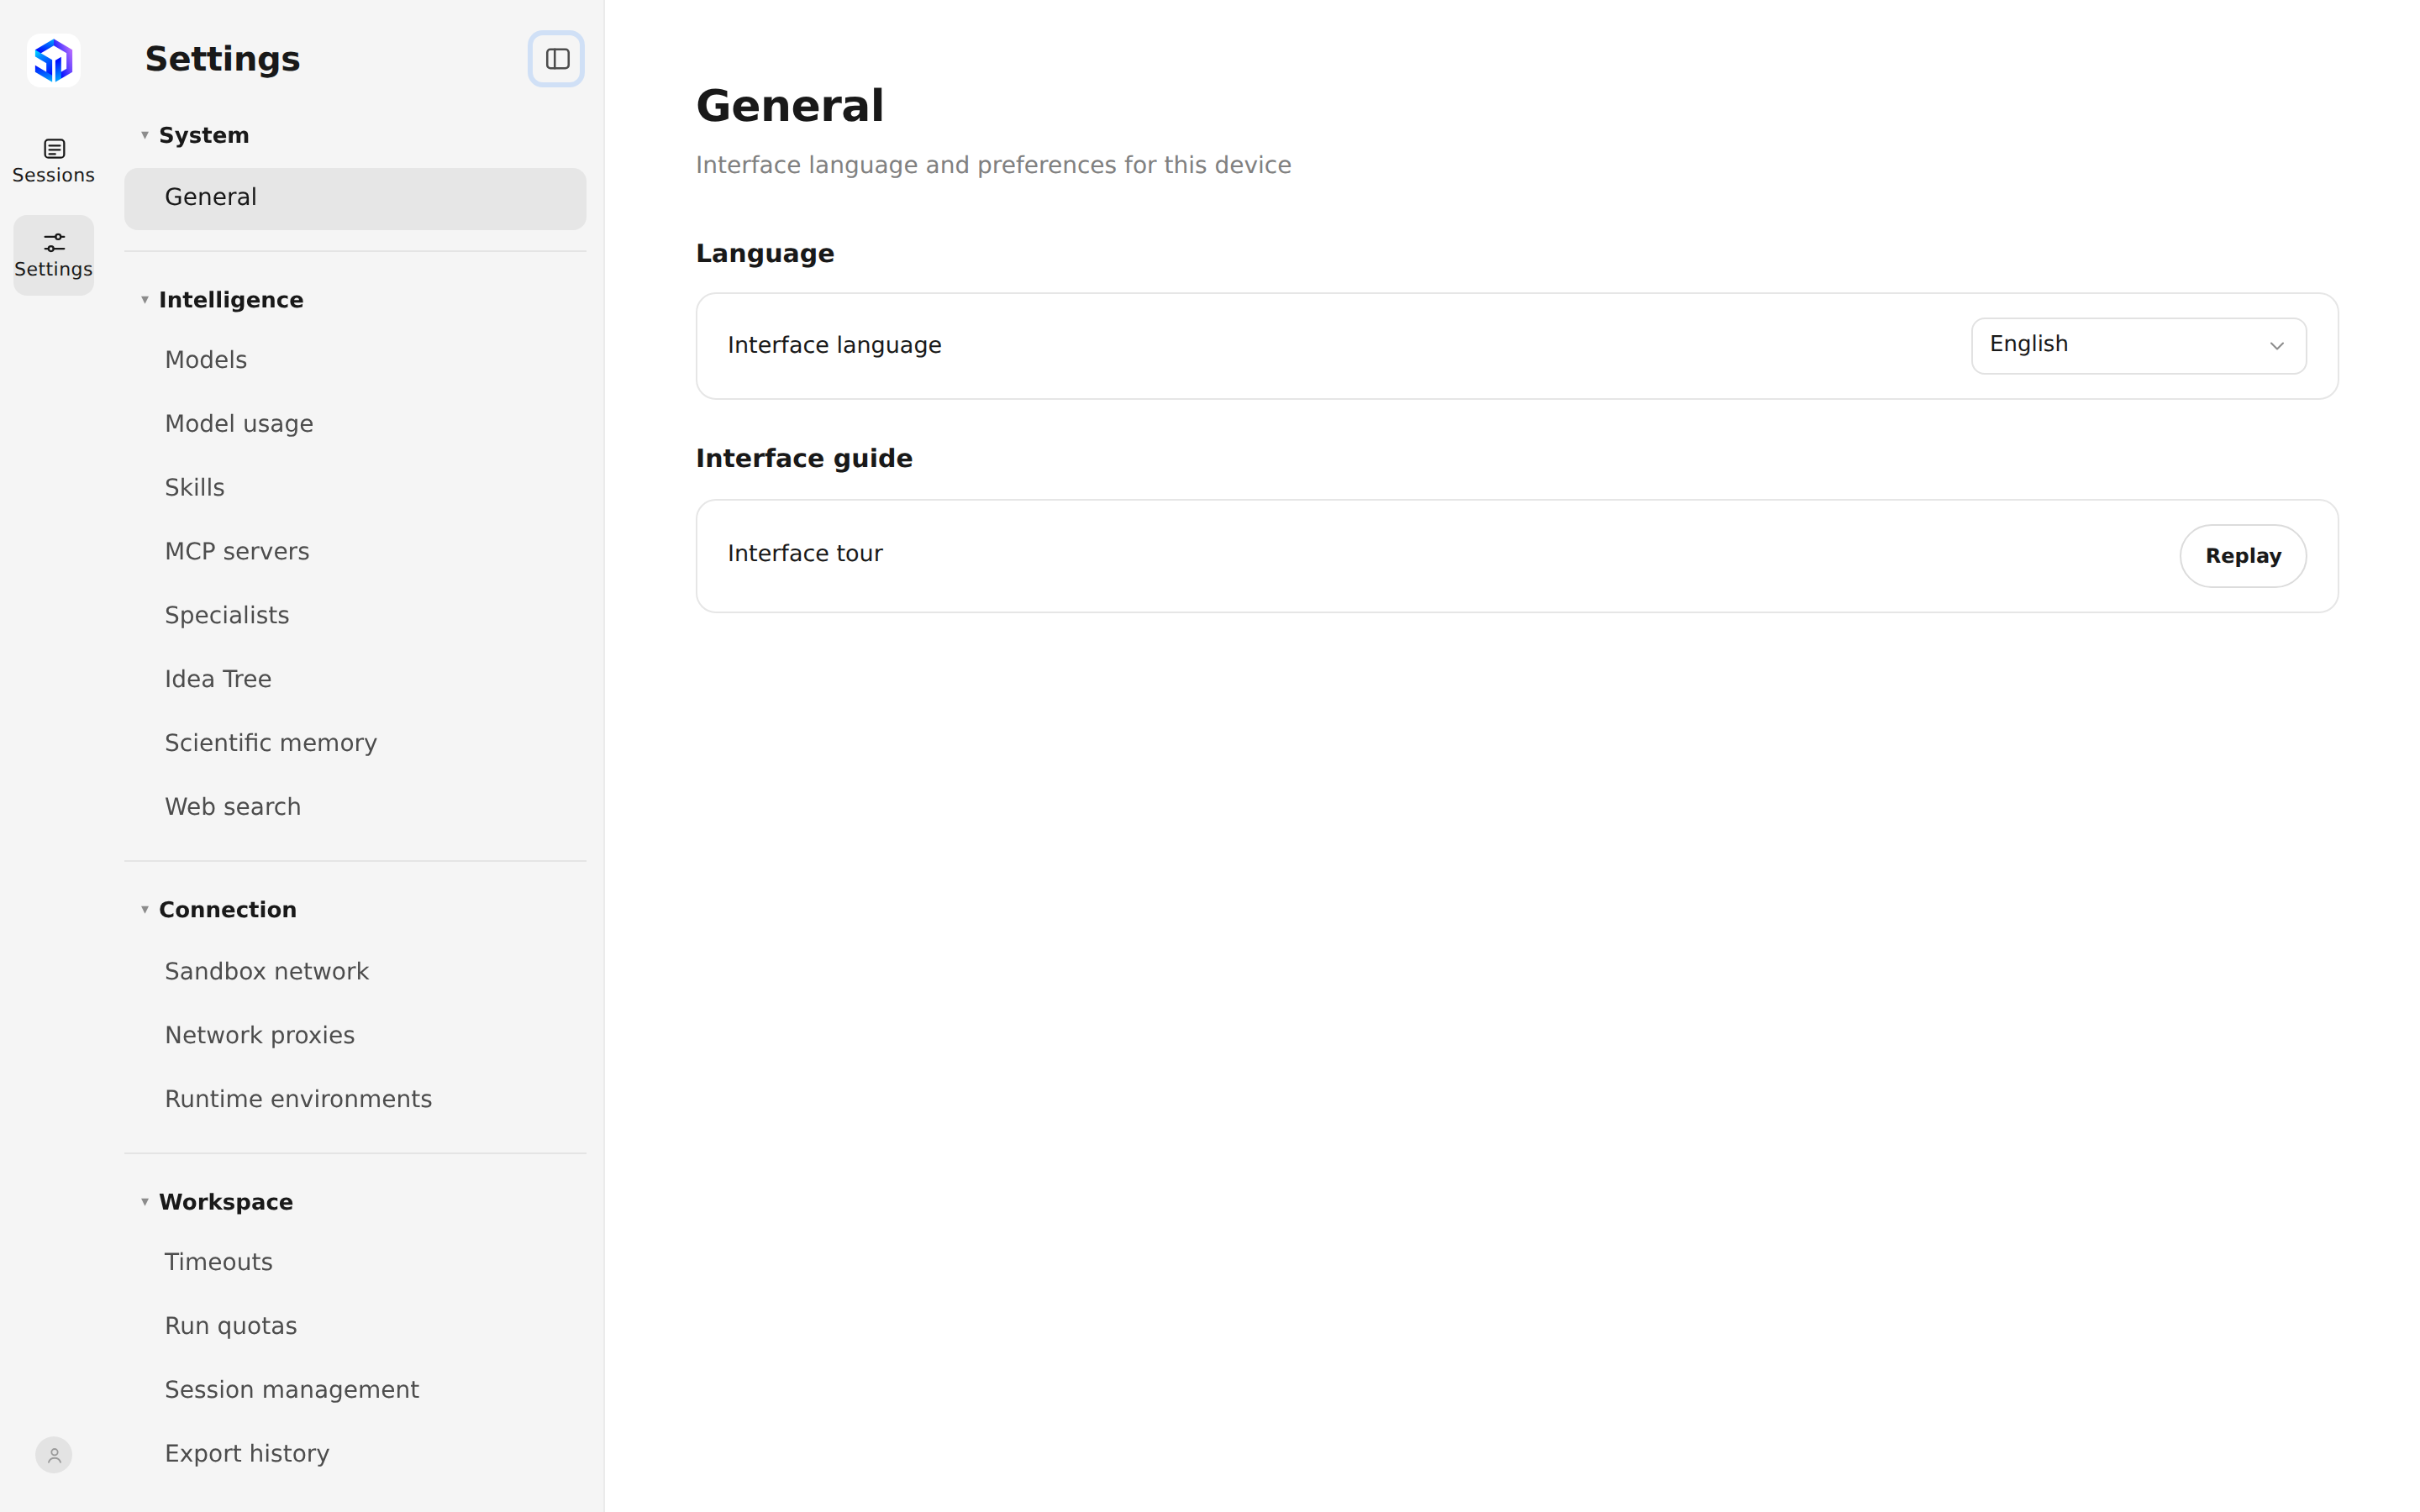 Settings
Sessions
Settings
System
General
Intelligence
Models
Model usage
Skills
MCP servers
Specialists
Idea Tree
Scientific memory
Web search
Connection
Sandbox network
Network proxies
Runtime environments
Workspace
Timeouts
Run quotas
Session management
Export history
General
Interface language and preferences for this device
Language
Interface language
English
Interface guide
Interface tour
Replay